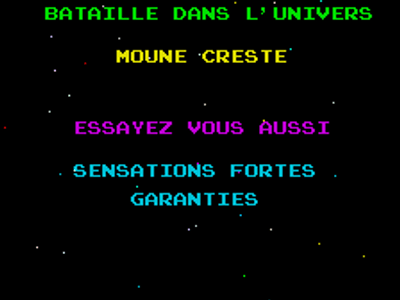 BATAILLE DANS L'UNIVERS
MOUNE CRESTE
ESSAYEZ VOUS AUSSI
SENSATIONS FORTES
GARANTIES